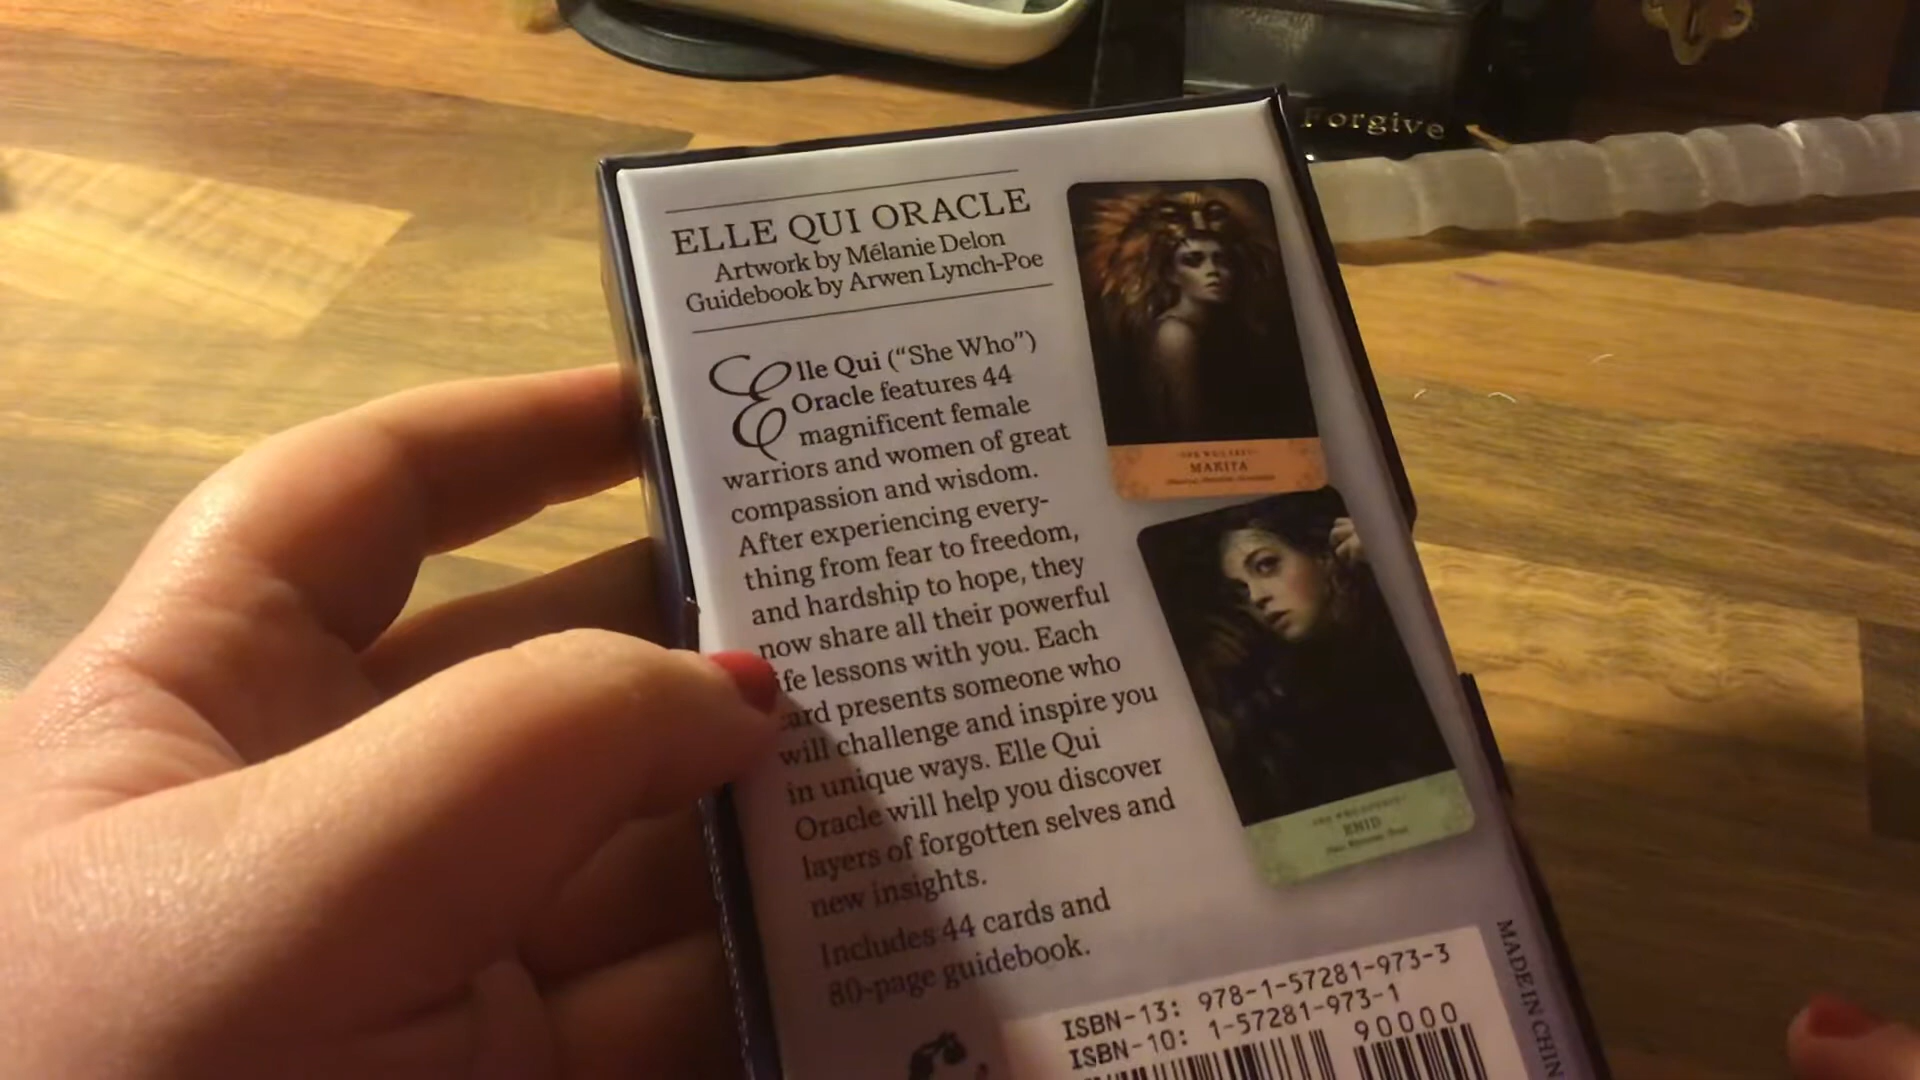 Forgive
ELLE QUI ORACLE
Artwork by Mélanie Delon
Guidebook by Arwen Lynch-Poe
Elle Qui (“She Who”)
Oracle features 44
magnificent female
warriors and women of great
compassion and wisdom.
After experiencing every-
thing from fear to freedom,
and hardship to hope, they
now share all their powerful
ife lessons with you. Each
card presents someone who
will challenge and inspire you
in unique ways. Elle Qui
Oracle will help you discover
layers of forgotten selves and
new insights.
Includes 44 cards and
80-page guidebook.
MAKITA
ENID
ISBN-13: 978-1-57281-973-3
ISBN-10: 1-57281-973-1
90000
MADE IN CHIN